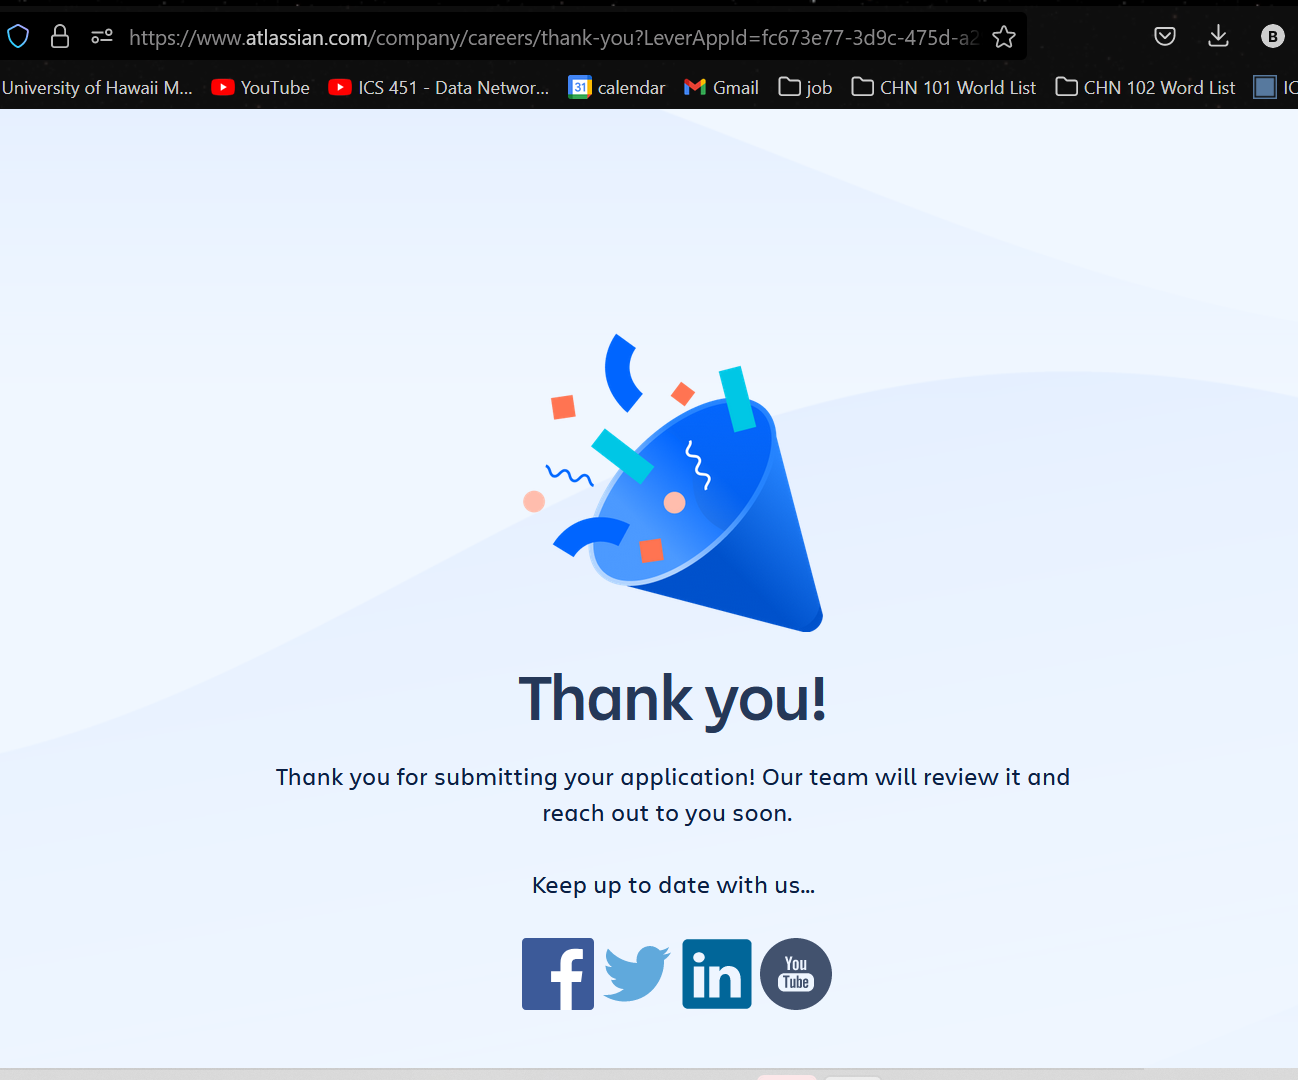 https://www.atlassian.com/company/careers/thank-you?LeverAppId=fc673e77-3d9c-475d-a2
B
University of Hawaii M... YouTube ICS 451 - Data Networ... 31 calendar Gmail job CHN 101 World List CHN 102 Word List IC
Thank you!
Thank you for submitting your application! Our team will review it and
reach out to you soon.
Keep up to date with us...
f in You
Tube